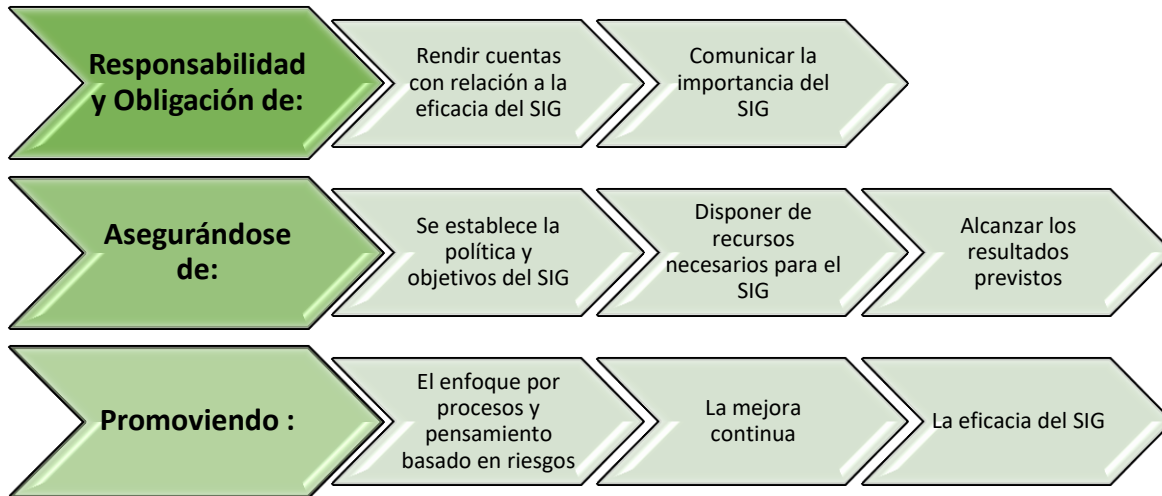 Responsabilidad
y Obligación de:
Rendir cuentas
con relación a la
eficacia del SIG
Comunicar la
importancia del
SIG
Asegurándose
de:
Se establece la
política y
objetivos del SIG
Disponer de
recursos
necesarios para el
SIG
Alcanzar los
resultados
previstos
Promoviendo :
El enfoque por
procesos y
pensamiento
basado en riesgos
La mejora
continua
La eficacia del SIG